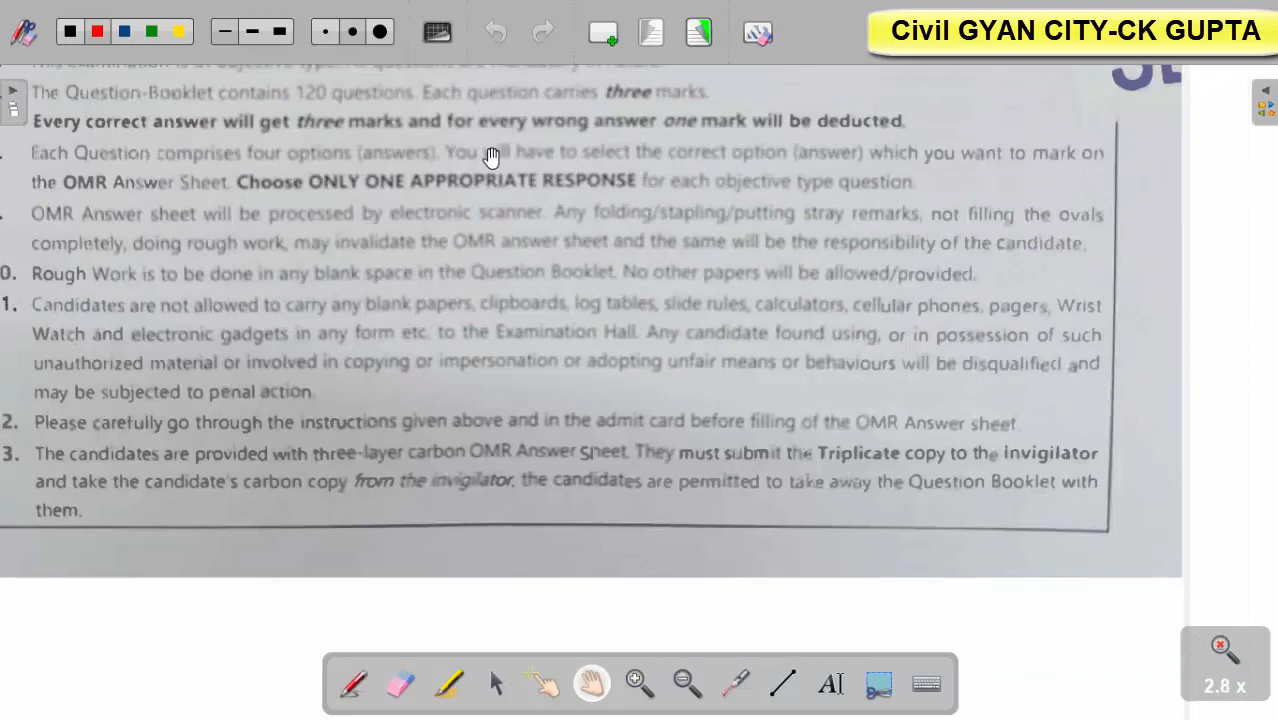 Civil GYAN CITY-CK GUPTA
The Question-Booklet contains 120 questions. Each question carries three marks.
Every correct answer will get three marks and for every wrong answer one mark will be deducted.
. Each Question comprises four options (answers). You will have to select the correct option (answer) which you want to mark on
the OMR Answer Sheet. Choose ONLY ONE APPROPRIATE RESPONSE for each objective type question.
. OMR Answer sheet will be processed by electronic scanner. Any folding/stapling/putting stray remarks, not filling the ovals
completely, doing rough work, may invalidate the OMR answer sheet and the same will be the responsibility of the candidate.
0. Rough Work is to be done in any blank space in the Question Booklet. No other papers will be allowed/provided.
1. Candidates are not allowed to carry any blank papers, clipboards, log tables, slide rules, calculators, cellular phones, pagers, Wrist
Watch and electronic gadgets in any form etc. to the Examination Hall. Any candidate found using, or in possession of such
unauthorized material or involved in copying or impersonation or adopting unfair means or behaviours will be disqualified and
may be subjected to penal action.
2. Please carefully go through the instructions given above and in the admit card before filling of the OMR Answer sheet.
3. The candidates are provided with three-layer carbon OMR Answer Sheet. They must submit the Triplicate copy to the invigilator
and take the candidate's carbon copy from the invigilator, the candidates are permitted to take away the Question Booklet with
them.
AI
2.8 x